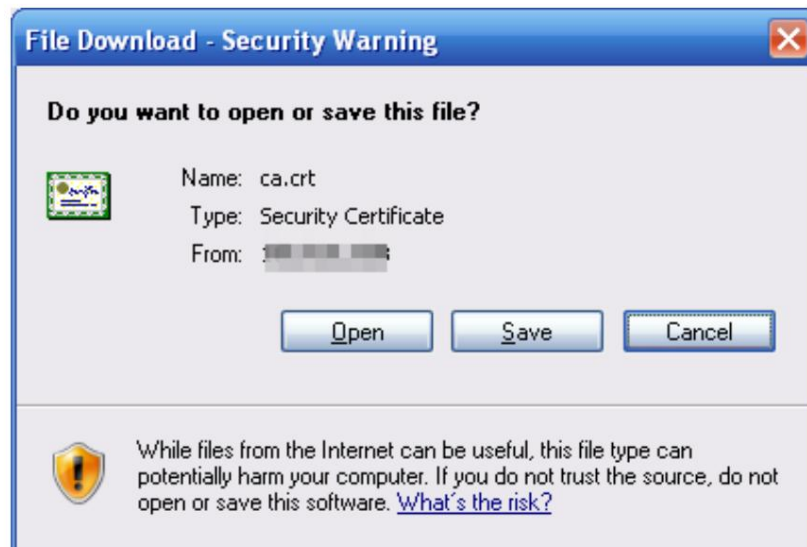 File Download - Security Warning
Do you want to open or save this file?
Name: ca.crt
Type: Security Certificate
From:
Open Save Cancel
While files from the Internet can be useful, this file type can
potentially harm your computer. If you do not trust the source, do not
open or save this software. What's the risk?